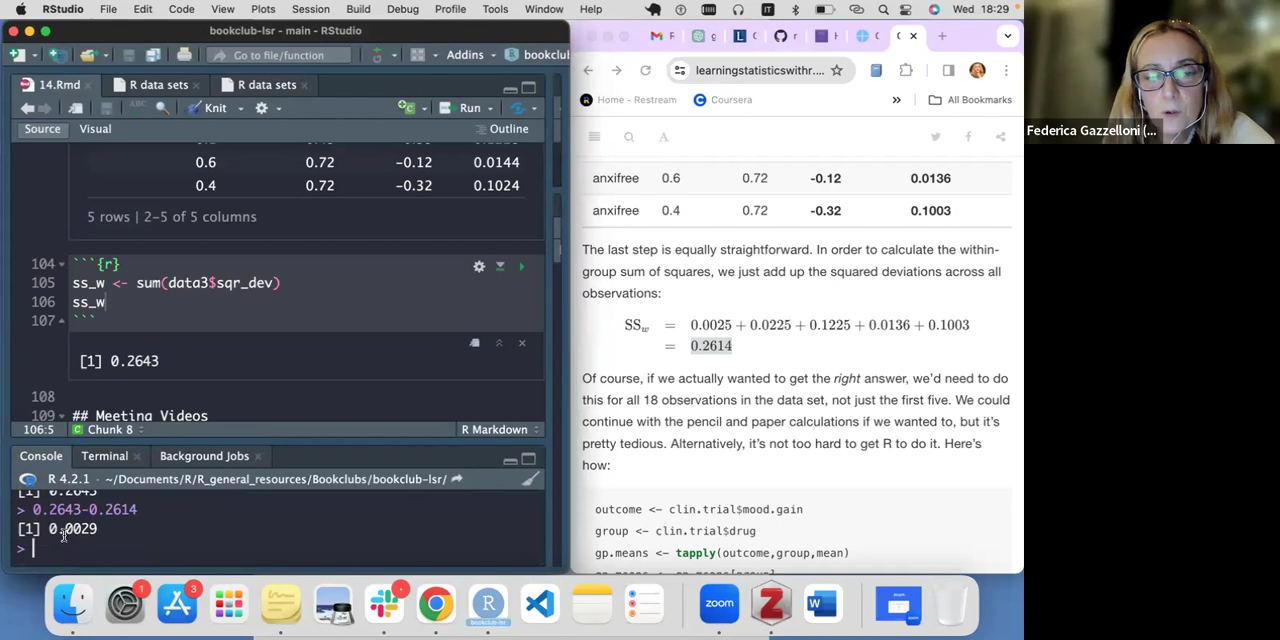 RStudio File Edit Code View Plots Session Build Debug Profile Tools Window Help Wed 18:29
bookclub-lsr - main - RStudio
Go to file/function Addins bookclu
14.Rmd R data sets R data sets
Knit Run
Source Visual Outline
0.6 0.72 -0.12 0.0144
0.4 0.72 -0.32 0.1024
5 rows | 2-5 of 5 columns
104 ```{r}
105 ss_w <- sum(data3$sqr_dev)
106 ss_w
107 ```
[1] 0.2643
108
109 ## Meeting Videos
106:5 Chunk 8 R Markdown
Console Terminal Background Jobs
R 4.2.1 · ~/Documents/R/R_general_resources/Bookclubs/bookclub-lsr/
[1] 0.2643
> 0.2643-0.2614
[1] 0.0029
>
learningstatisticswithr....
Home - Restream Coursera » All Bookmarks
anxifree 0.6 0.72 -0.12 0.0136
anxifree 0.4 0.72 -0.32 0.1003
The last step is equally straightforward. In order to calculate the within-
group sum of squares, we just add up the squared deviations across all
observations:
SSw = 0.0025 + 0.0225 + 0.1225 + 0.0136 + 0.1003
= 0.2614
Of course, if we actually wanted to get the right answer, we'd need to do
this for all 18 observations in the data set, not just the first five. We could
continue with the pencil and paper calculations if we wanted to, but it's
pretty tedious. Alternatively, it's not too hard to get R to do it. Here's
how:
outcome <- clin.trial$mood.gain
group <- clin.trial$drug
gp.means <- tapply(outcome,group,mean)
Federica Gazzelloni (...
zoom